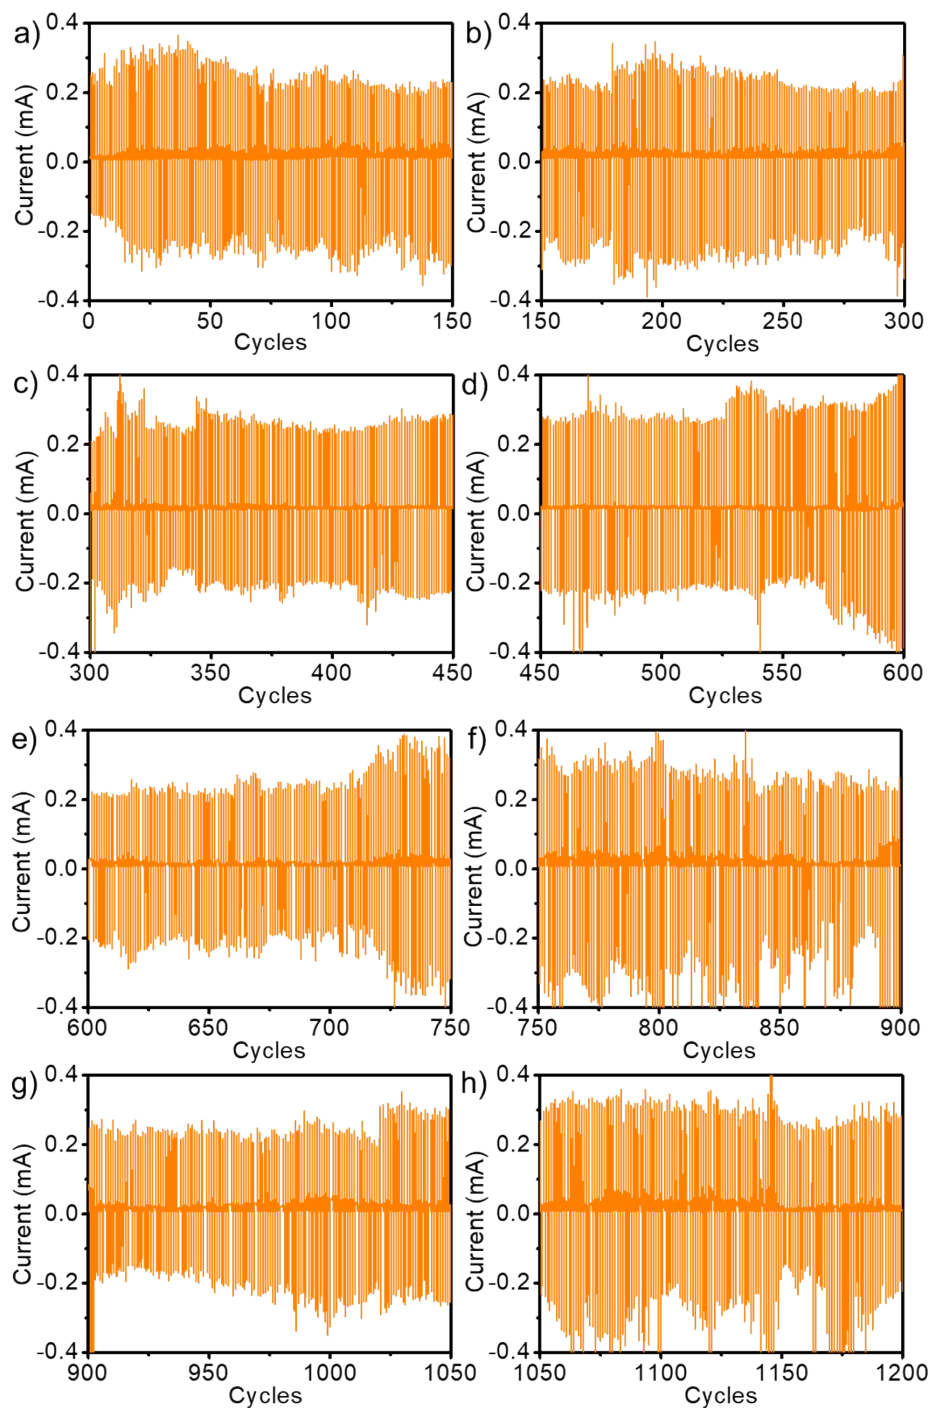 a)
Current (mA)
0.4
0.2
0.0
-0.2
-0.4
0 50 100 150
Cycles
b)
Current (mA)
0.4
0.2
0.0
-0.2
-0.4
150 200 250 300
Cycles
c)
Current (mA)
0.4
0.2
0.0
-0.2
-0.4
300 350 400 450
Cycles
d)
Current (mA)
0.4
0.2
0.0
-0.2
-0.4
450 500 550 600
Cycles
e)
Current (mA)
0.4
0.2
0.0
-0.2
-0.4
600 650 700 750
Cycles
f)
Current (mA)
0.4
0.2
0.0
-0.2
-0.4
750 800 850 900
Cycles
g)
Current (mA)
0.4
0.2
0.0
-0.2
-0.4
900 950 1000 1050
Cycles
h)
Current (mA)
0.4
0.2
0.0
-0.2
-0.4
1050 1100 1150 1200
Cycles